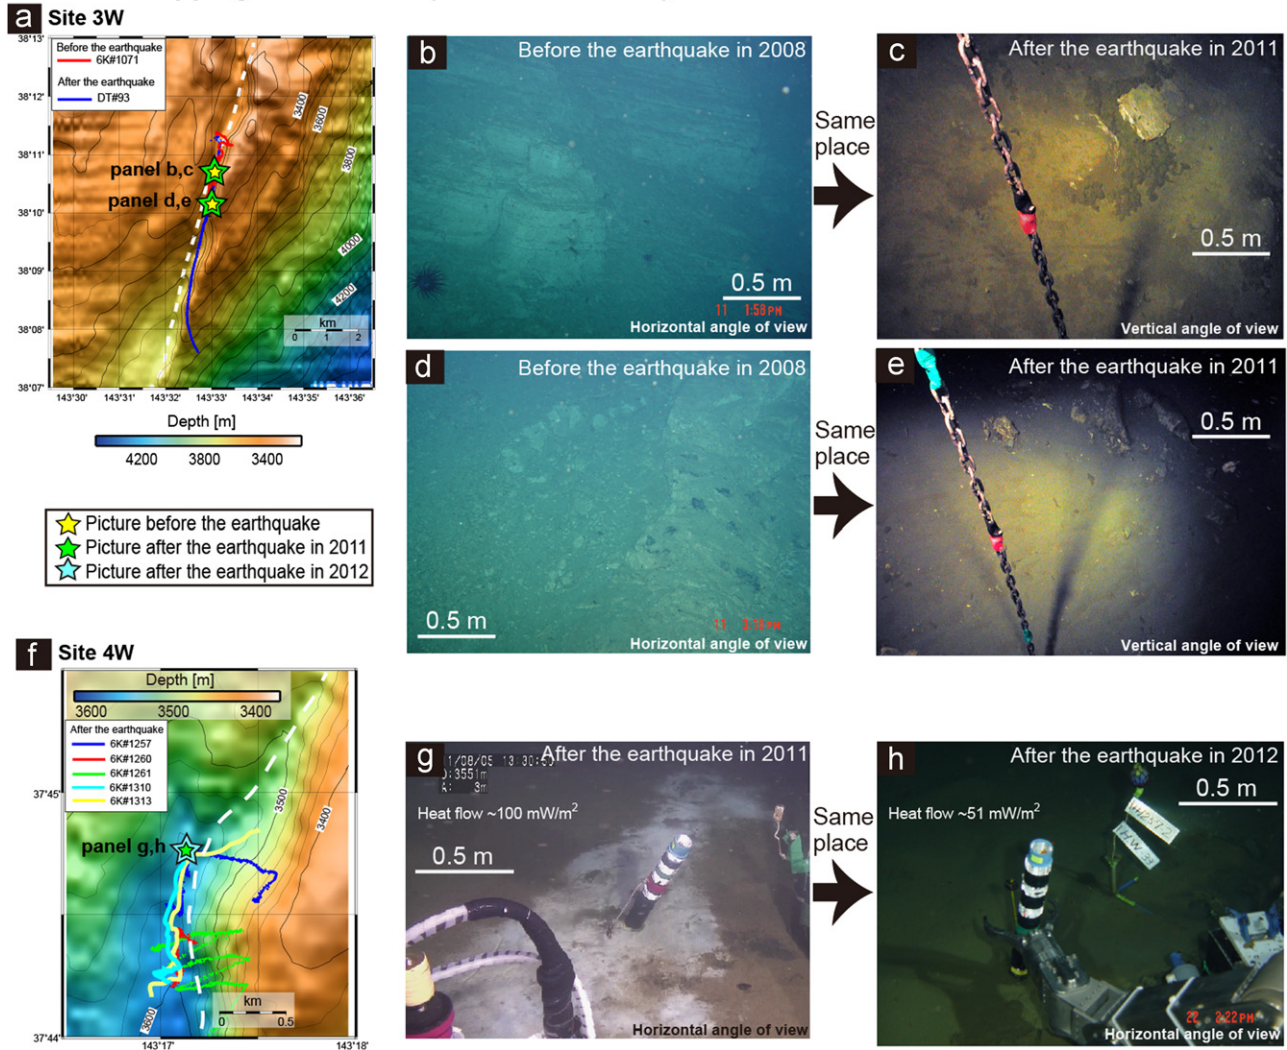 a Site 3W
Before the earthquake
6K#1071
After the earthquake
DT#93
38°13'
38°12'
38°11'
38°10'
38°09'
38°08'
38°07'
3400
3600
3800
4000
4200
panel b,c
panel d,e
km
0 1 2
143°30' 143°31' 143°32' 143°33' 143°34' 143°35' 143°36'
Depth [m]
4200 3800 3400
Picture before the earthquake
Picture after the earthquake in 2011
Picture after the earthquake in 2012
b Before the earthquake in 2008
0.5 m
11 1:58PM
Horizontal angle of view
Same
place
c After the earthquake in 2011
0.5 m
Vertical angle of view
d Before the earthquake in 2008
0.5 m
Horizontal angle of view
Same
place
e After the earthquake in 2011
0.5 m
Vertical angle of view
f Site 4W
Depth [m]
3600 3500 3400
After the earthquake
6K#1257
6K#1260
6K#1261
6K#1310
6K#1313
37°45'
37°44'
3500
3400
3600
panel g,h
km
0 0.5
143°17' 143°18'
g After the earthquake in 2011
3551m
3m
Heat flow ~100 mW/m²
0.5 m
Horizontal angle of view
Same
place
h After the earthquake in 2012
0.5 m
Heat flow ~51 mW/m²
22 2:22PM
Horizontal angle of view